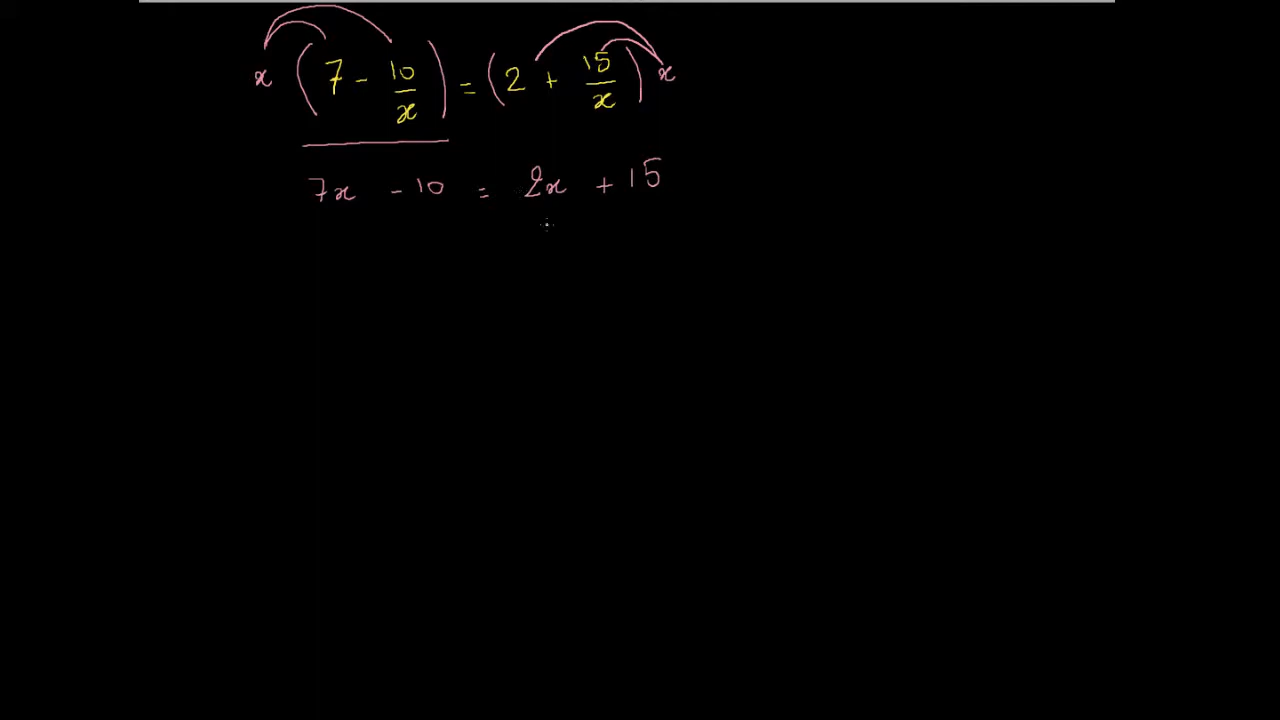 x (7 - 10/x) = (2 + 15/x) x
7x - 10 = 2x + 15